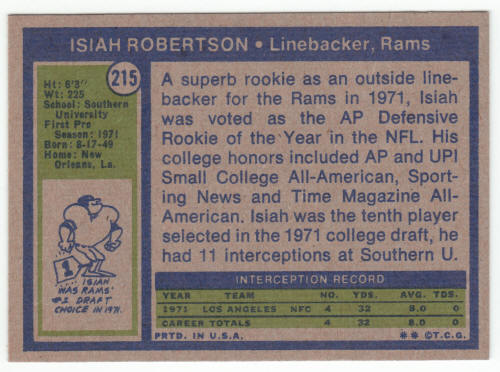 ISIAH ROBERTSON • Linebacker, Rams
215
Ht: 6'3"
Wt: 225
School: Southern
University
First Pro
Season: 1971
Born: 8-17-49
Home: New
Orleans, La.
1
ISIAH
WAS RAMS'
#1 DRAFT
CHOICE IN 1971.
A superb rookie as an outside line-
backer for the Rams in 1971, Isiah
was voted as the AP Defensive
Rookie of the Year in the NFL. His
college honors included AP and UPI
Small College All-American, Sport-
ing News and Time Magazine All-
American. Isiah was the tenth player
selected in the 1971 college draft, he
had 11 interceptions at Southern U.
INTERCEPTION RECORD
YEAR TEAM NO. YDS. AVG. TDS.
1971 LOS ANGELES NFC 4 32 8.0 0
CAREER TOTALS 4 32 8.0 0
PRTD. IN U.S.A. ** ©T.C.G.